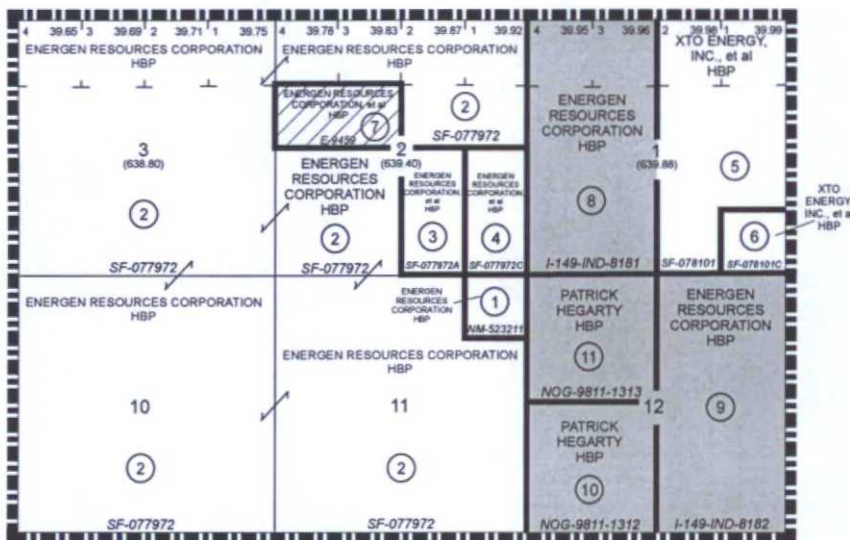 4 39.65 3 39.69 2 39.71 1 39.75
ENERGEN RESOURCES CORPORATION
HBP
3
(638.80)
2
SF-077972
4 39.78 3 39.83 2 39.87 1 39.92
ENERGEN RESOURCES CORPORATION
HBP
2
SF-077972
ENERGEN RESOURCES
CORPORATION, et al
HBP
7
E-9459
2
(639.40)
ENERGEN
RESOURCES
CORPORATION
HBP
2
SF-077972
ENERGEN
RESOURCES
CORPORATION,
et al
HBP
3
SF-077972A
ENERGEN
RESOURCES
CORPORATION,
et al
HBP
4
SF-077972C
4 39.95 3 39.96 2 39.98 1 39.99
ENERGEN
RESOURCES
CORPORATION
HBP
8
I-149-IND-8181
1
(639.88)
XTO ENERGY,
INC., et al
HBP
5
SF-078101
6
SF-078101C
XTO
ENERGY
INC., et al
HBP
ENERGEN RESOURCES CORPORATION
HBP
10
2
SF-077972
ENERGEN
RESOURCES
CORPORATION
HBP
1
NM-523211
ENERGEN RESOURCES CORPORATION
HBP
11
2
SF-077972
PATRICK
HEGARTY
HBP
11
NOG-9811-1313
12
PATRICK
HEGARTY
HBP
10
NOG-9811-1312
ENERGEN
RESOURCES
CORPORATION
HBP
9
I-149-IND-8182